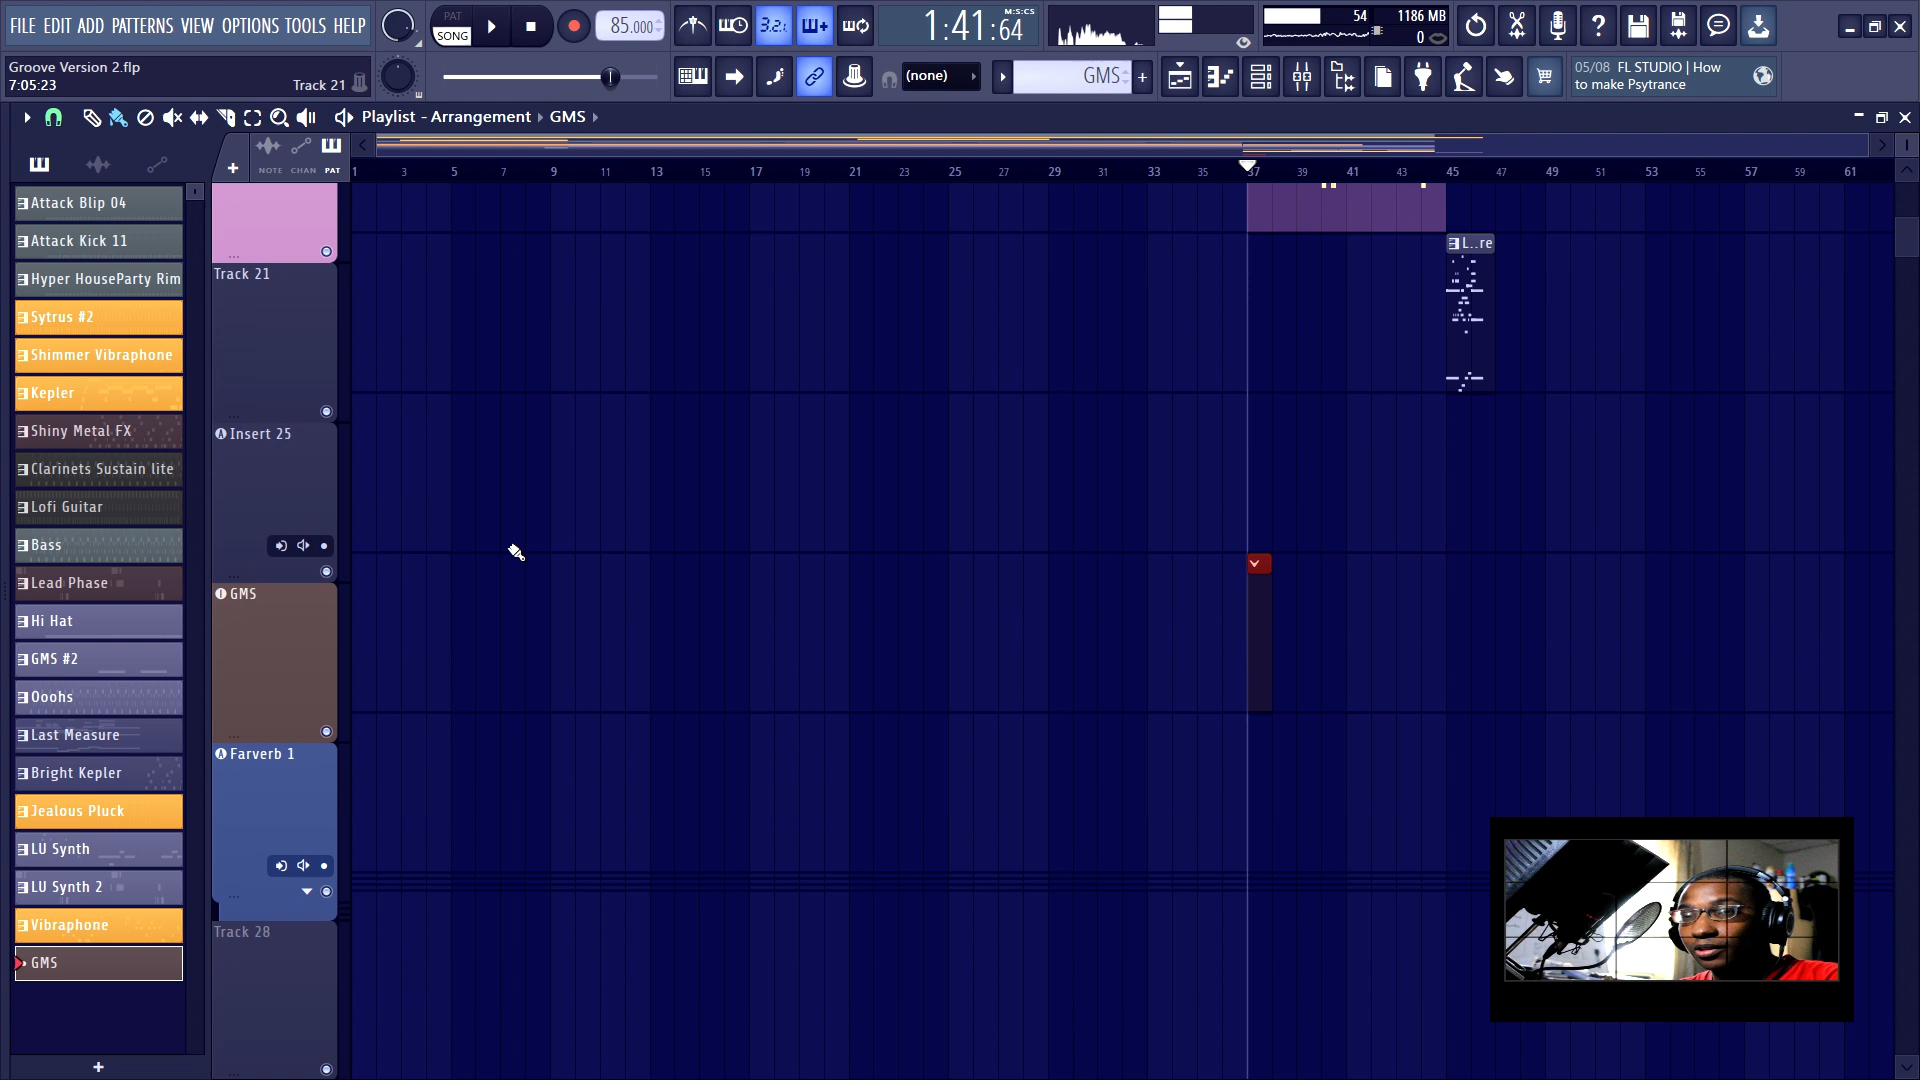 FILE EDIT ADD PATTERNS VIEW OPTIONS TOOLS HELP
PAT
SONG
85.000
3.2.
1:41:64
M:S:CS
54
1186 MB
0
Groove Version 2.flp
7:05:23
Track 21
(none)
GMS
05/08 FL STUDIO | How
to make Psytrance
Playlist - Arrangement GMS
NOTE CHAN PAT
1 3 5 7 9 11 13 15 17 19 21 23 25 27 29 31 33 35 37 39 41 43 45 47 49 51 53 55 57 59 61
Attack Blip 04
Attack Kick 11
Hyper HouseParty Rim
Sytrus #2
Shimmer Vibraphone
Kepler
Shiny Metal FX
Clarinets Sustain lite
Lofi Guitar
Bass
Lead Phase
Hi Hat
GMS #2
Ooohs
Last Measure
Bright Kepler
Jealous Pluck
LU Synth
LU Synth 2
Vibraphone
GMS
Track 21
Insert 25
GMS
Farverb 1
Track 28
L..re